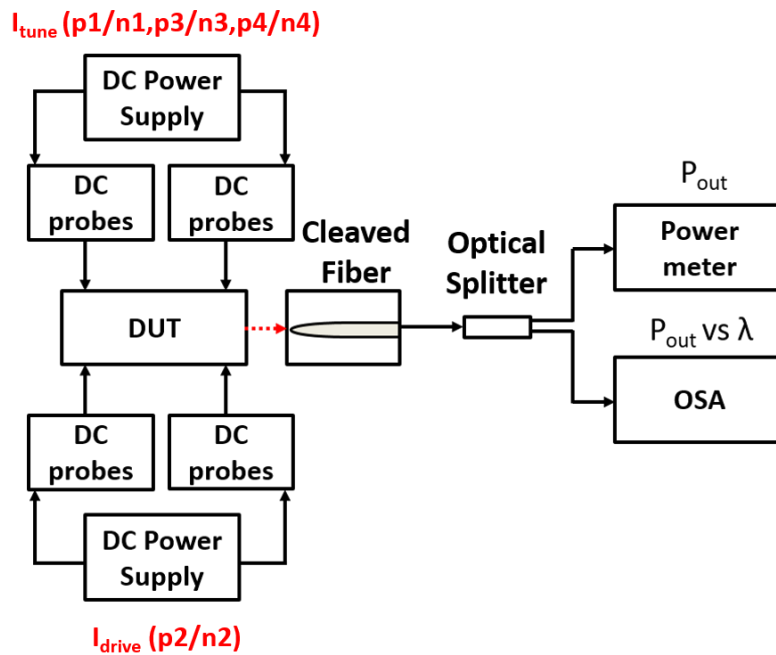 I_tune (p1/n1,p3/n3,p4/n4)
DC Power
Supply
DC
probes
DC
probes
Cleaved
Fiber
Optical
Splitter
P_out
Power
meter
DUT
P_out vs λ
OSA
DC
probes
DC
probes
DC Power
Supply
I_drive (p2/n2)